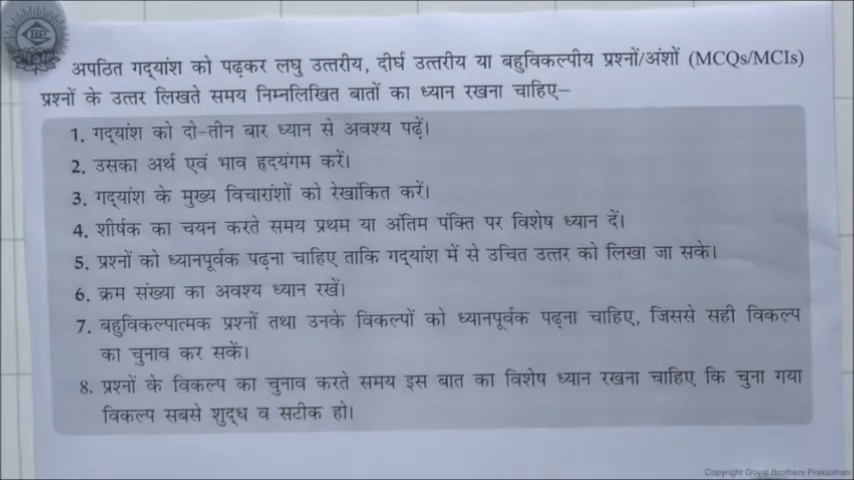 अपठित गद्यांश को पढ़कर लघु उत्तरीय, दीर्घ उत्तरीय या बहुविकल्पीय प्रश्नों/अंशों (MCQs/MCIs)
प्रश्नों के उत्तर लिखते समय निम्नलिखित बातों का ध्यान रखना चाहिए–
1. गद्यांश को दो-तीन बार ध्यान से अवश्य पढ़ें।
2. उसका अर्थ एवं भाव हृदयंगम करें।
3. गद्यांश के मुख्य विचारांशों को रेखांकित करें।
4. शीर्षक का चयन करते समय प्रथम या अंतिम पंक्ति पर विशेष ध्यान दें।
5. प्रश्नों को ध्यानपूर्वक पढ़ना चाहिए ताकि गद्यांश में से उचित उत्तर को लिखा जा सके।
6. क्रम संख्या का अवश्य ध्यान रखें।
7. बहुविकल्पात्मक प्रश्नों तथा उनके विकल्पों को ध्यानपूर्वक पढ़ना चाहिए, जिससे सही विकल्प
का चुनाव कर सकें।
8. प्रश्नों के विकल्प का चुनाव करते समय इस बात का विशेष ध्यान रखना चाहिए कि चुना गया
विकल्प सबसे शुद्ध व सटीक हो।
Copyright Goyal Brothers Prakashan